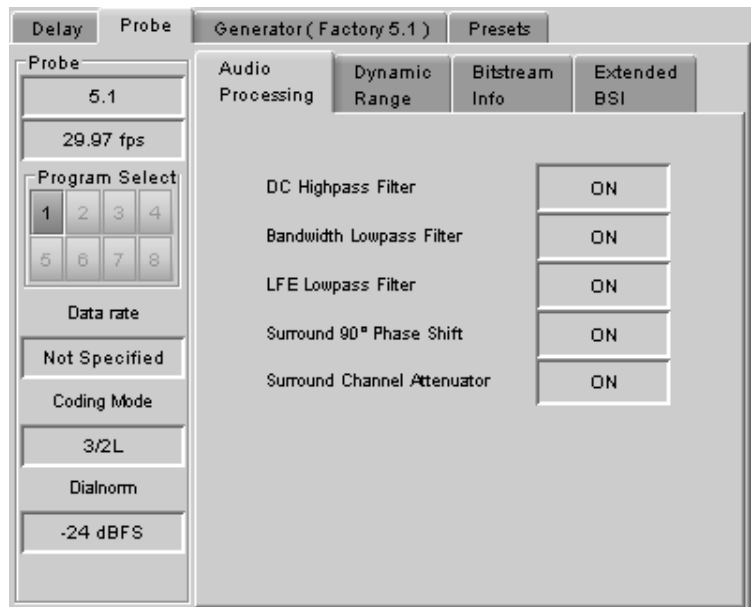 Delay Probe Generator ( Factory 5.1 ) Presets
Probe
5.1
29.97 fps
Program Select
1 2 3 4
5 6 7 8
Data rate
Not Specified
Coding Mode
3/2L
Dialnorm
-24 dBFS
Audio Processing
Dynamic Range
Bitstream Info
Extended BSI
DC Highpass Filter ON
Bandwidth Lowpass Filter ON
LFE Lowpass Filter ON
Surround 90° Phase Shift ON
Surround Channel Attenuator ON